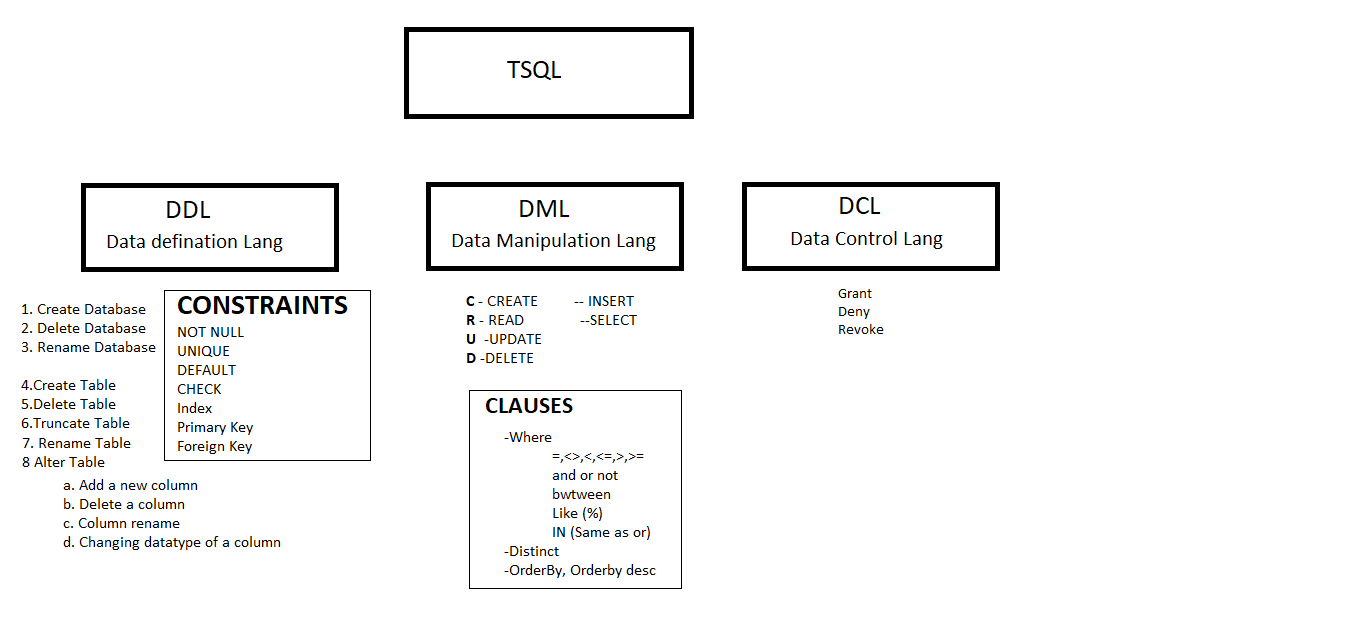 TSQL
DDL
Data defination Lang
DML
Data Manipulation Lang
DCL
Data Control Lang
1. Create Database
2. Delete Database
3. Rename Database
4.Create Table
5.Delete Table
6.Truncate Table
7. Rename Table
8 Alter Table
a. Add a new column
b. Delete a column
c. Column rename
d. Changing datatype of a column
CONSTRAINTS
NOT NULL
UNIQUE
DEFAULT
CHECK
Index
Primary Key
Foreign Key
C - CREATE -- INSERT
R - READ --SELECT
U -UPDATE
D -DELETE
CLAUSES
-Where
=,<>,<,<=,>,>=
and or not
bwtween
Like (%)
IN (Same as or)
-Distinct
-OrderBy, Orderby desc
Grant
Deny
Revoke